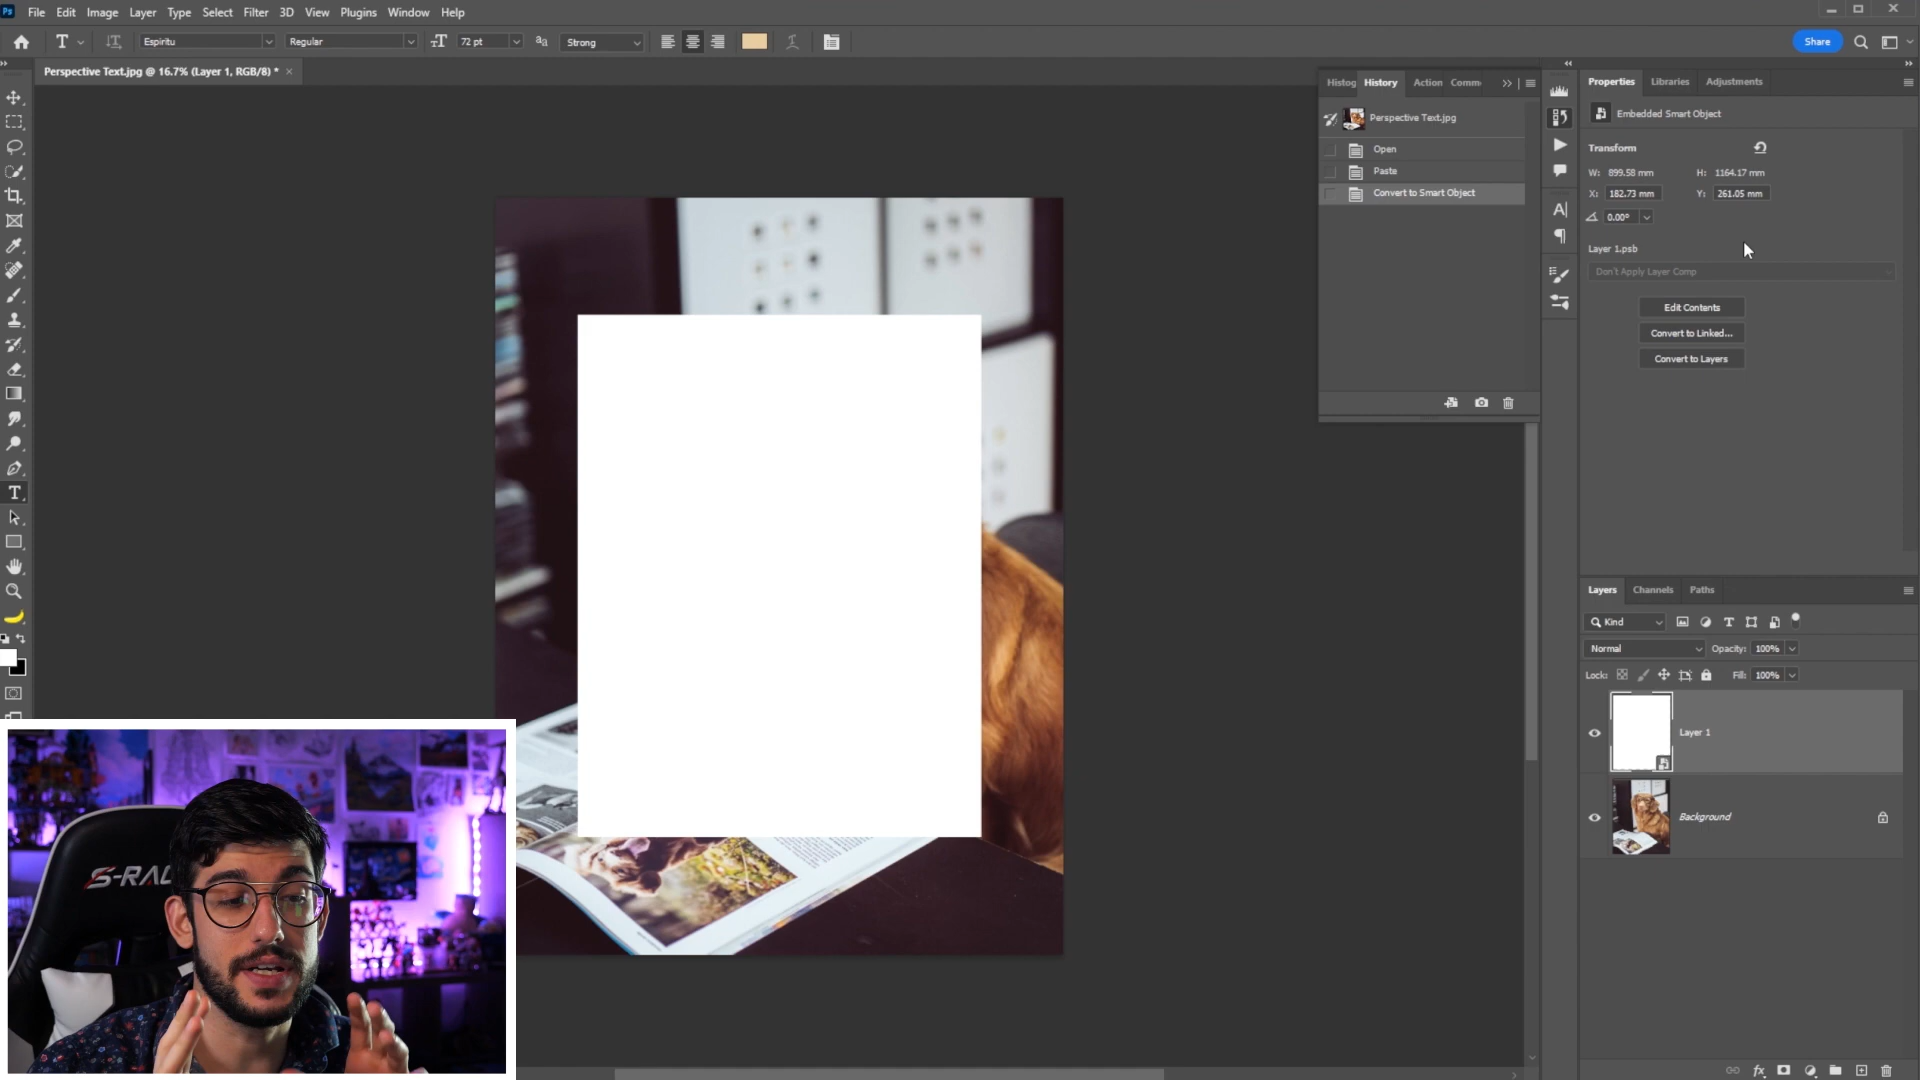 Ps File Edit Image Layer Type Select Filter 3D View Plugins Window Help
Espiritu Regular 72 pt Strong Share
Perspective Text.jpg @ 16.7% (Layer 1, RGB/8) *
Histog History Action Comm
Perspective Text.jpg
Open
Paste
Convert to Smart Object
Properties Libraries Adjustments
Embedded Smart Object
Transform
W: 899.58 mm H: 1164.17 mm
X: 182.73 mm Y: 261.05 mm
0.00°
Layer 1.psb
Don't Apply Layer Comp
Edit Contents
Convert to Linked...
Convert to Layers
Layers Channels Paths
Kind
Normal Opacity: 100%
Lock: Fill: 100%
Layer 1
Background
S-RAC
fx